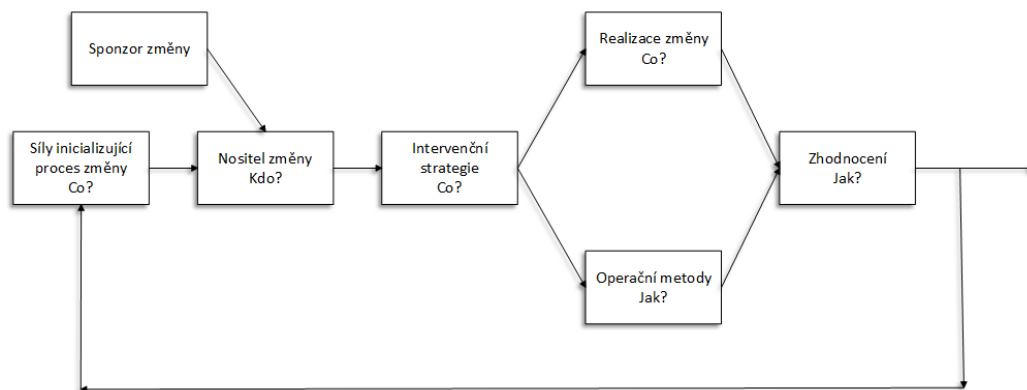 Sponzor změny
Realizace změny
Co?
Síly inicializující
proces změny
Co?
Nositel změny
Kdo?
Intervenční
strategie
Co?
Zhodnocení
Jak?
Operační metody
Jak?